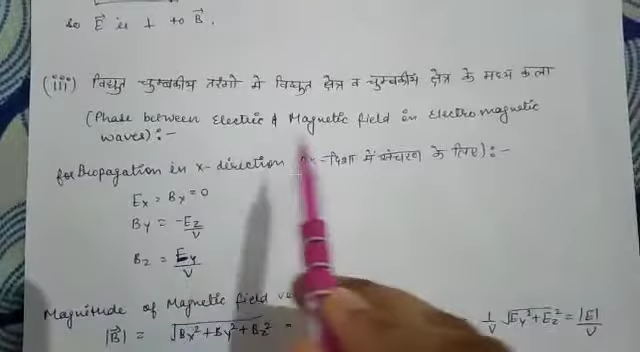 so E⃗ is ⊥ to B⃗.
(iii) विद्युत चुम्बकीय तरंगो मे विद्युत क्षेत्र व चुम्बकीय क्षेत्र के मध्य कला
(Phase between Electric & Magnetic field in Electromagnetic
waves):-
for Propagation in x-direction दिशा में संचरण के लिए):-
Ex = Bx = 0
By = -Ez/V
Bz = Ey/V
Magnitude of Magnetic field
|B⃗| = √Bx²+By²+Bz² = = 1/V √Ey²+Ez² = |E|/V